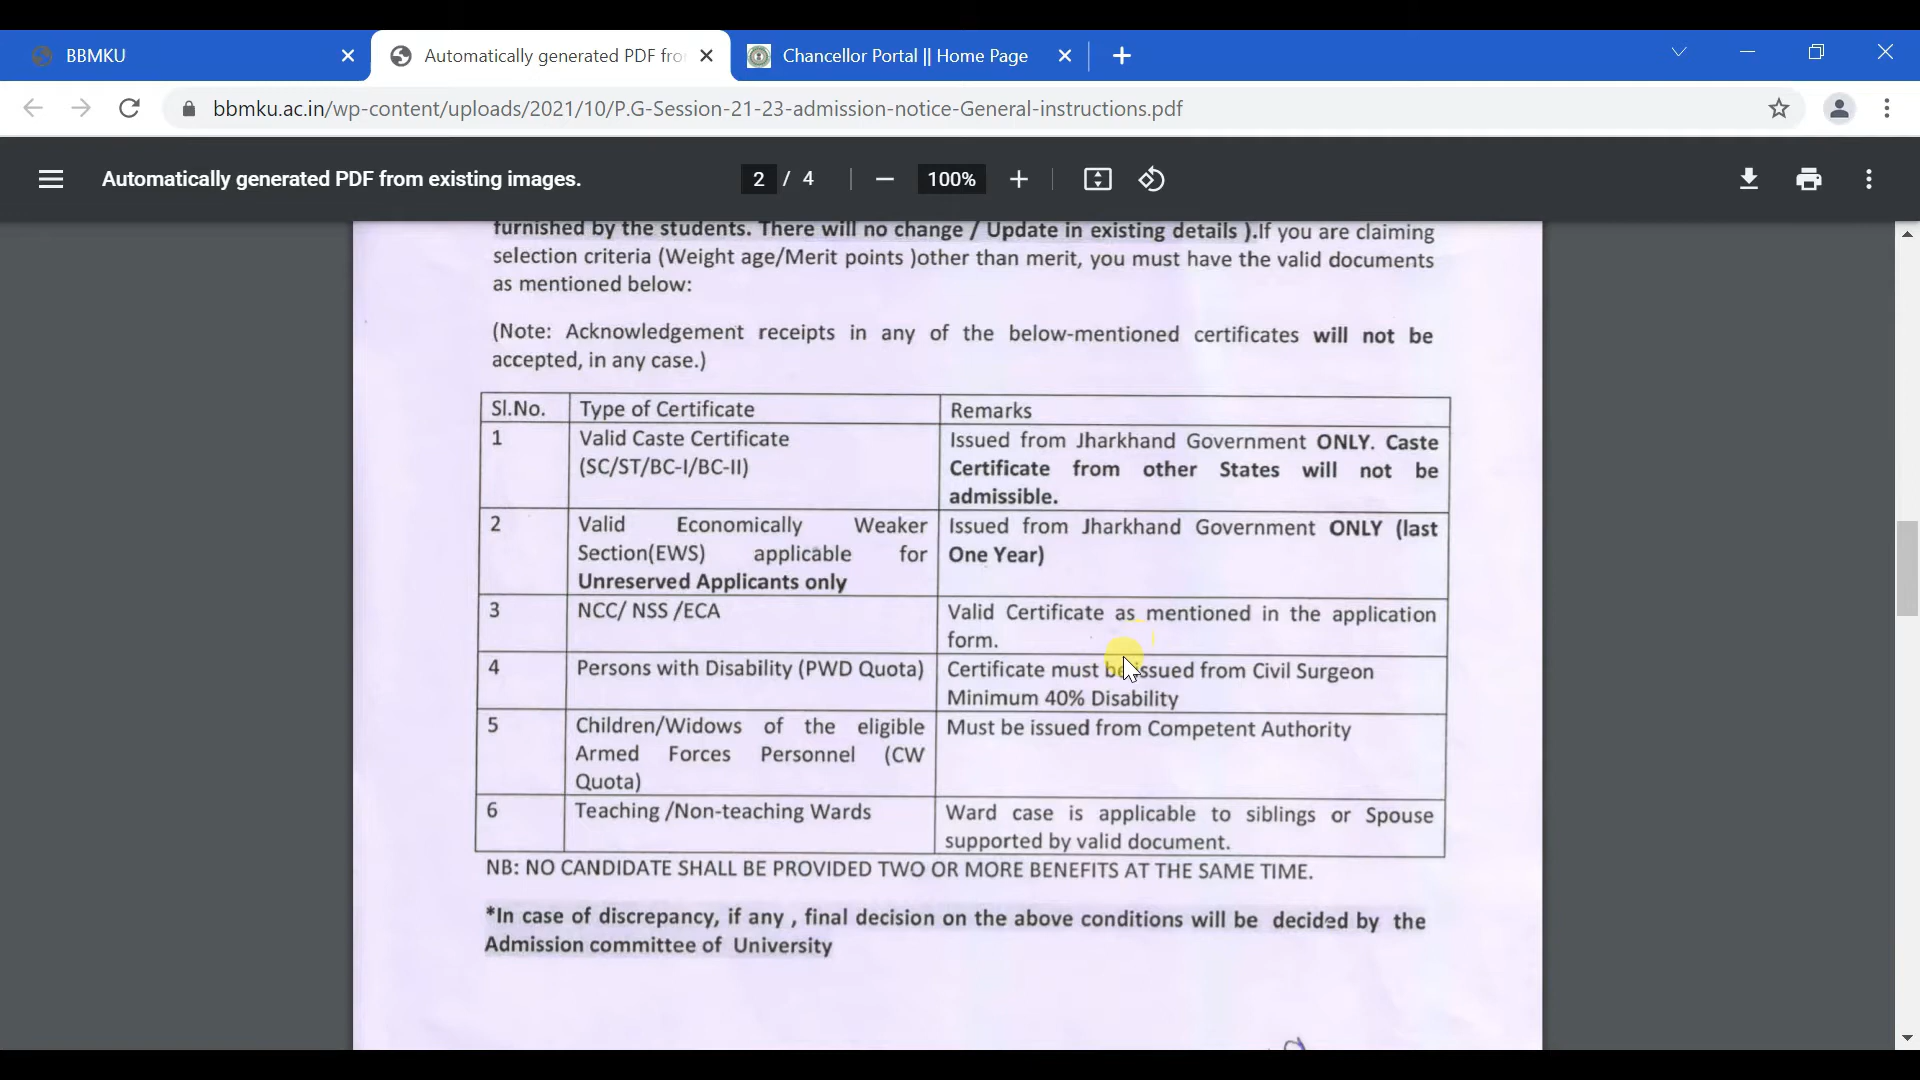 BBMKU
Automatically generated PDF fro
Chancellor Portal || Home Page
bbmku.ac.in/wp-content/uploads/2021/10/P.G-Session-21-23-admission-notice-General-instructions.pdf
Automatically generated PDF from existing images.
2 / 4
100%
furnished by the students. There will no change / Update in existing details ).If you are claiming
selection criteria (Weight age/Merit points )other than merit, you must have the valid documents
as mentioned below:
(Note: Acknowledgement receipts in any of the below-mentioned certificates will not be
accepted, in any case.)
Sl.No. Type of Certificate Remarks
1 Valid Caste Certificate Issued from Jharkhand Government ONLY. Caste
(SC/ST/BC-I/BC-II) Certificate from other States will not be
admissible.
2 Valid Economically Weaker Issued from Jharkhand Government ONLY (last
Section(EWS) applicable for One Year)
Unreserved Applicants only
3 NCC/ NSS /ECA Valid Certificate as mentioned in the application
form.
4 Persons with Disability (PWD Quota) Certificate must be issued from Civil Surgeon
Minimum 40% Disability
5 Children/Widows of the eligible Must be issued from Competent Authority
Armed Forces Personnel (CW
Quota)
6 Teaching /Non-teaching Wards Ward case is applicable to siblings or Spouse
supported by valid document.
NB: NO CANDIDATE SHALL BE PROVIDED TWO OR MORE BENEFITS AT THE SAME TIME.
*In case of discrepancy, if any , final decision on the above conditions will be decided by the
Admission committee of University